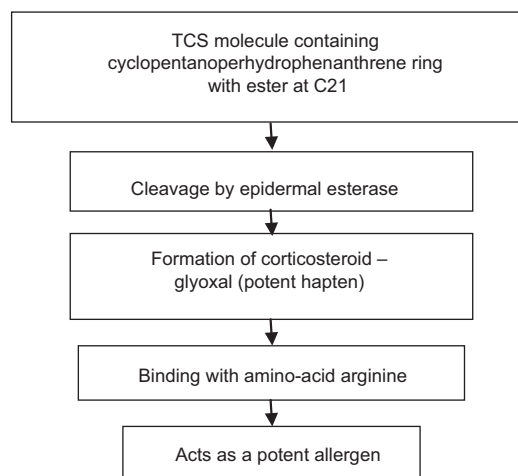 TCS molecule containing
cyclopentanoperhydrophenanthrene ring
with ester at C21
Cleavage by epidermal esterase
Formation of corticosteroid –
glyoxal (potent hapten)
Binding with amino-acid arginine
Acts as a potent allergen